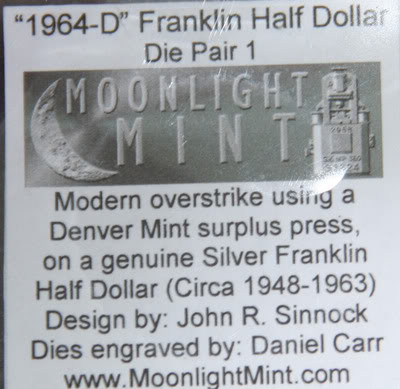 “1964-D” Franklin Half Dollar
Die Pair 1
MOONLIGHT
MINT
Modern overstrike using a
Denver Mint surplus press,
on a genuine Silver Franklin
Half Dollar (Circa 1948-1963)
Design by: John R. Sinnock
Dies engraved by: Daniel Carr
www.MoonlightMint.com